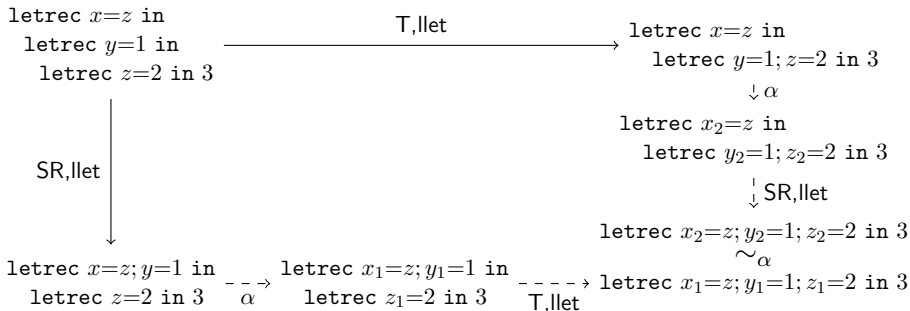 letrec x=z in
letrec y=1 in
letrec z=2 in 3
T,llet
letrec x=z in
letrec y=1; z=2 in 3
α
letrec x₂=z in
letrec y₂=1; z₂=2 in 3
SR,llet
SR,llet
letrec x₂=z; y₂=1; z₂=2 in 3
∼α
letrec x=z; y=1 in
letrec z=2 in 3
α
letrec x₁=z; y₁=1 in
letrec z₁=2 in 3
T,llet
letrec x₁=z; y₁=1; z₁=2 in 3